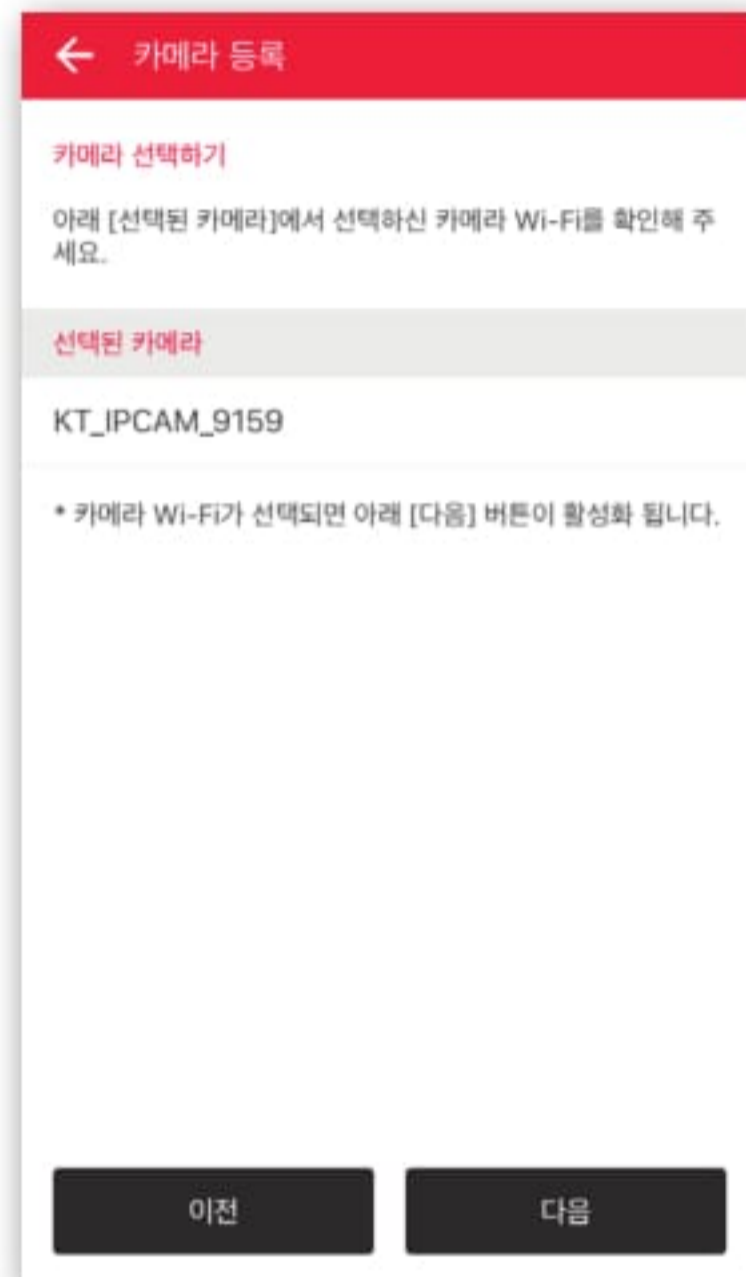 카메라 등록
카메라 선택하기
아래 [선택된 카메라]에서 선택하신 카메라 Wi-Fi를 확인해 주
세요.
선택된 카메라
KT_IPCAM_9159
* 카메라 Wi-Fi가 선택되면 아래 [다음] 버튼이 활성화 됩니다.
이전
다음